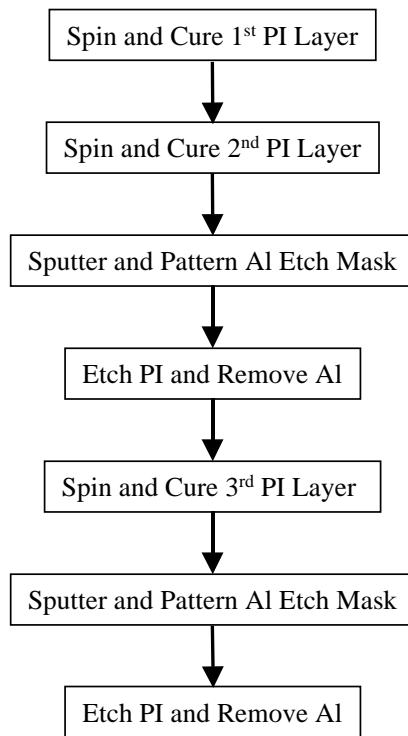 Spin and Cure 1st PI Layer
Spin and Cure 2nd PI Layer
Sputter and Pattern Al Etch Mask
Etch PI and Remove Al
Spin and Cure 3rd PI Layer
Sputter and Pattern Al Etch Mask
Etch PI and Remove Al